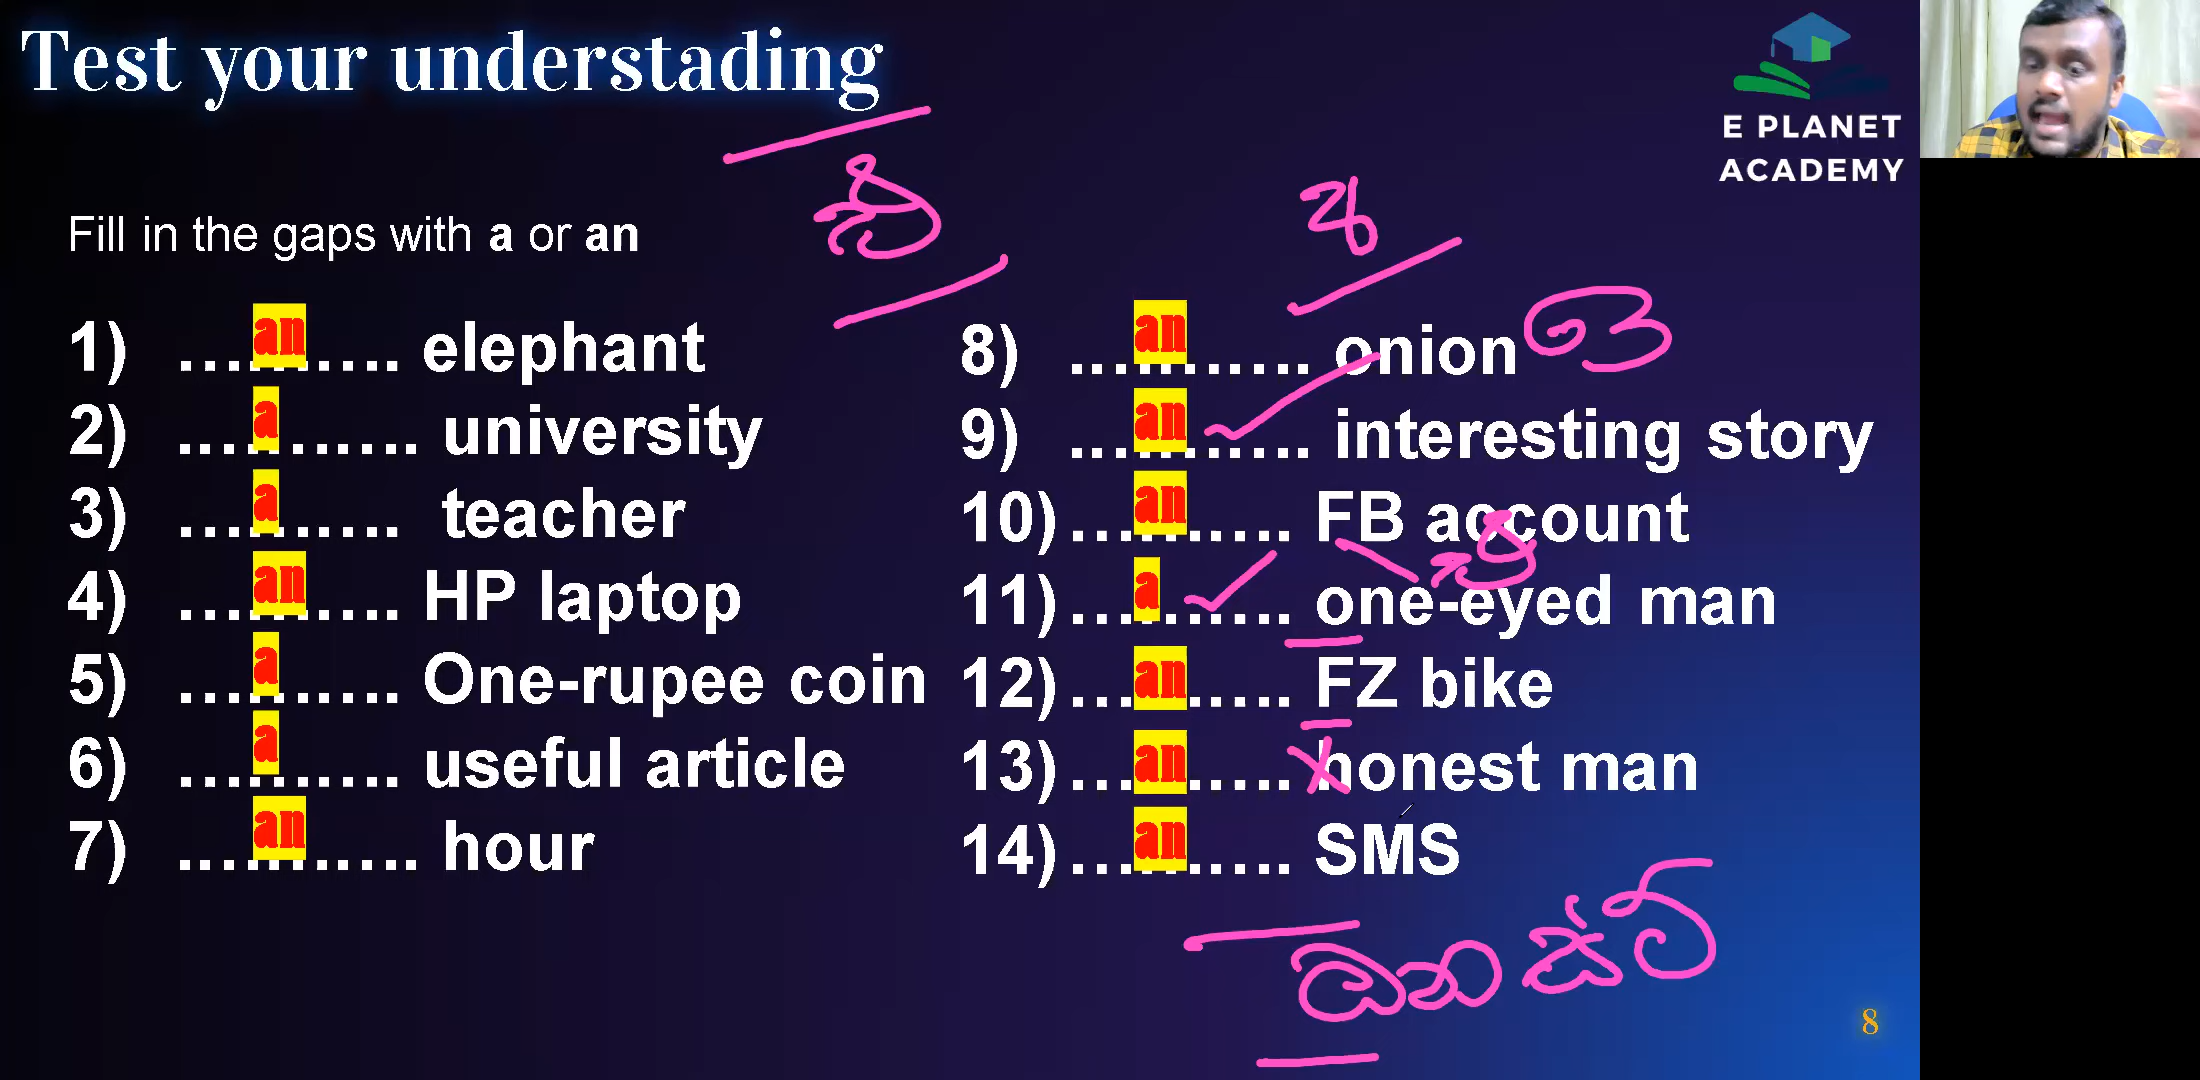 Test your understading
E PLANET
ACADEMY
Fill in the gaps with a or an
1) ....an.... elephant
2) ....a...... university
3) ....a..... teacher
4) ....an.... HP laptop
5) ....a..... One-rupee coin
6) ....a..... useful article
7) ....an..... hour
8) ...an...... onion
9) ...an...... interesting story
10) ...an..... FB account
11) ...a...... one-eyed man
12) ...an..... FZ bike
13) ...an..... honest man
14) ...an..... SMS
8